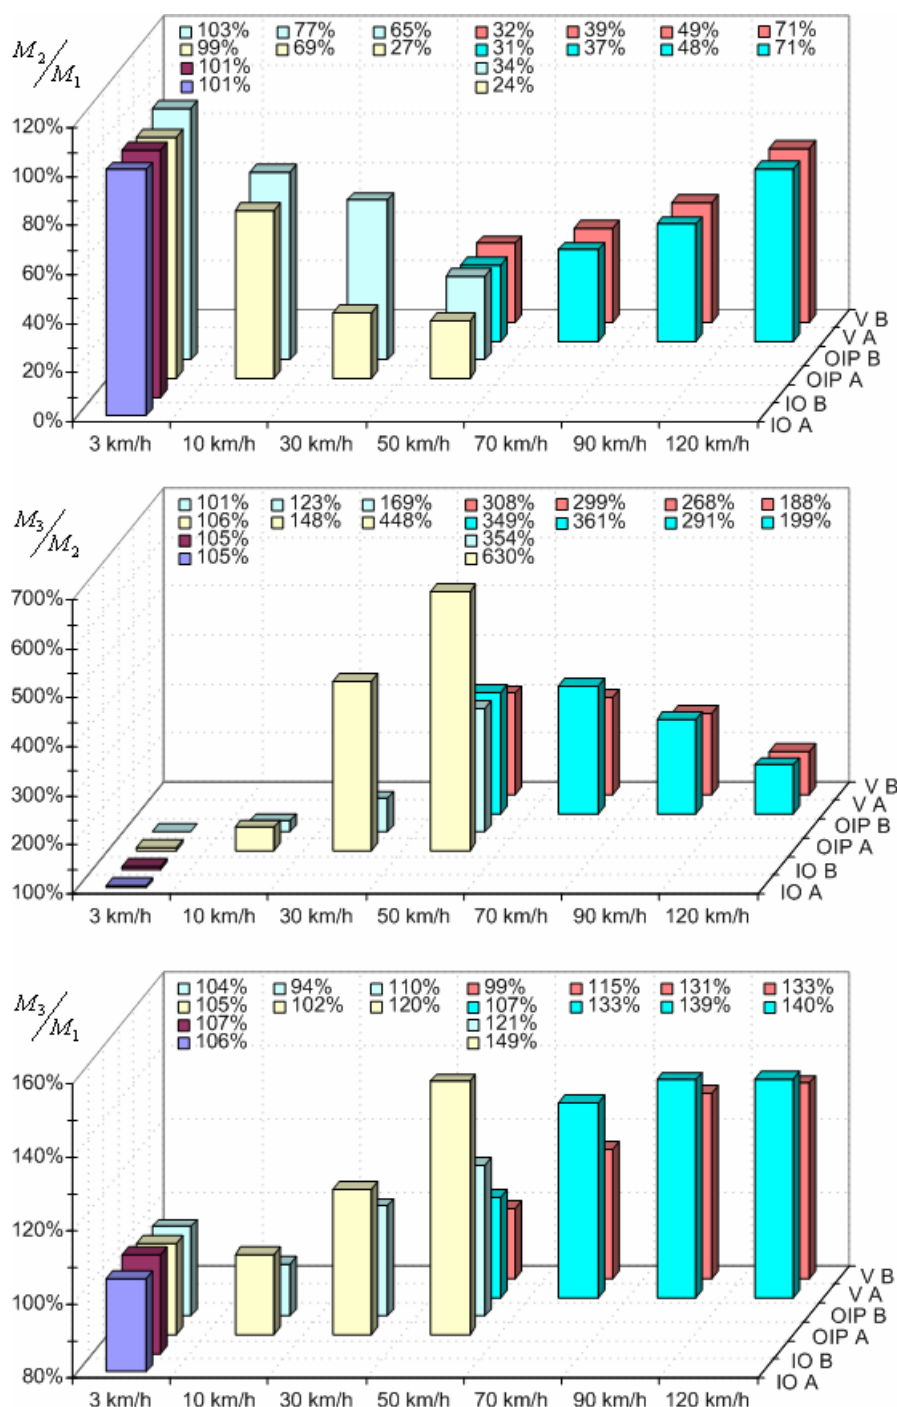 M2/M1
103% 77% 65% 32% 39% 49% 71%
99% 69% 27% 31% 37% 48% 71%
101% 34%
101% 24%
120%
100%
80%
60%
40%
20%
0%
V B
V A
OIP B
OIP A
IO B
IO A
3 km/h 10 km/h 30 km/h 50 km/h 70 km/h 90 km/h 120 km/h
M3/M2
101% 123% 169% 308% 299% 268% 188%
106% 148% 448% 349% 361% 291% 199%
105% 354%
105% 630%
700%
600%
500%
400%
300%
200%
100%
V B
V A
OIP B
OIP A
IO B
IO A
3 km/h 10 km/h 30 km/h 50 km/h 70 km/h 90 km/h 120 km/h
M3/M1
104% 94% 110% 99% 115% 131% 133%
105% 102% 120% 107% 133% 139% 140%
107% 121%
106% 149%
160%
140%
120%
100%
80%
V B
V A
OIP B
OIP A
IO B
IO A
3 km/h 10 km/h 30 km/h 50 km/h 70 km/h 90 km/h 120 km/h